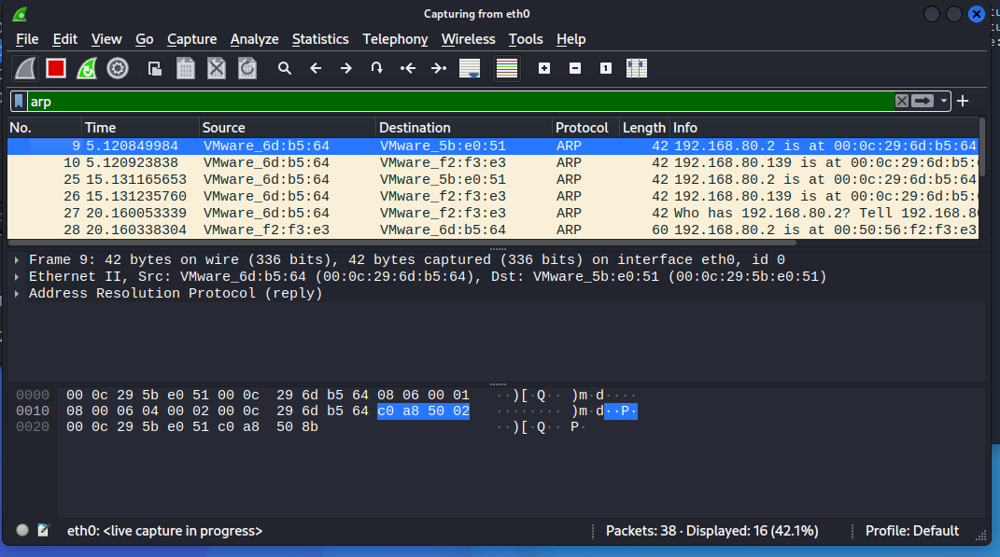 Capturing from eth0
File Edit View Go Capture Analyze Statistics Telephony Wireless Tools Help
arp
No. Time Source Destination Protocol Length Info
9 5.120849984 VMware_6d:b5:64 VMware_5b:e0:51 ARP 42 192.168.80.2 is at 00:0c:29:6d:b5:64
10 5.120923838 VMware_6d:b5:64 VMware_f2:f3:e3 ARP 42 192.168.80.139 is at 00:0c:29:6d:b5:
25 15.131165653 VMware_6d:b5:64 VMware_5b:e0:51 ARP 42 192.168.80.2 is at 00:0c:29:6d:b5:64
26 15.131235760 VMware_6d:b5:64 VMware_f2:f3:e3 ARP 42 192.168.80.139 is at 00:0c:29:6d:b5:
27 20.160053339 VMware_6d:b5:64 VMware_f2:f3:e3 ARP 42 Who has 192.168.80.2? Tell 192.168.8
28 20.160338304 VMware_f2:f3:e3 VMware_6d:b5:64 ARP 60 192.168.80.2 is at 00:50:56:f2:f3:e3
Frame 9: 42 bytes on wire (336 bits), 42 bytes captured (336 bits) on interface eth0, id 0
Ethernet II, Src: VMware_6d:b5:64 (00:0c:29:6d:b5:64), Dst: VMware_5b:e0:51 (00:0c:29:5b:e0:51)
Address Resolution Protocol (reply)
0000 00 0c 29 5b e0 51 00 0c 29 6d b5 64 08 06 00 01 ··)[·Q·· )m·d····
0010 08 00 06 04 00 02 00 0c 29 6d b5 64 c0 a8 50 02 ········ )m·d··P·
0020 00 0c 29 5b e0 51 c0 a8 50 8b ··)[·Q·· P·
eth0: <live capture in progress> Packets: 38 · Displayed: 16 (42.1%) Profile: Default